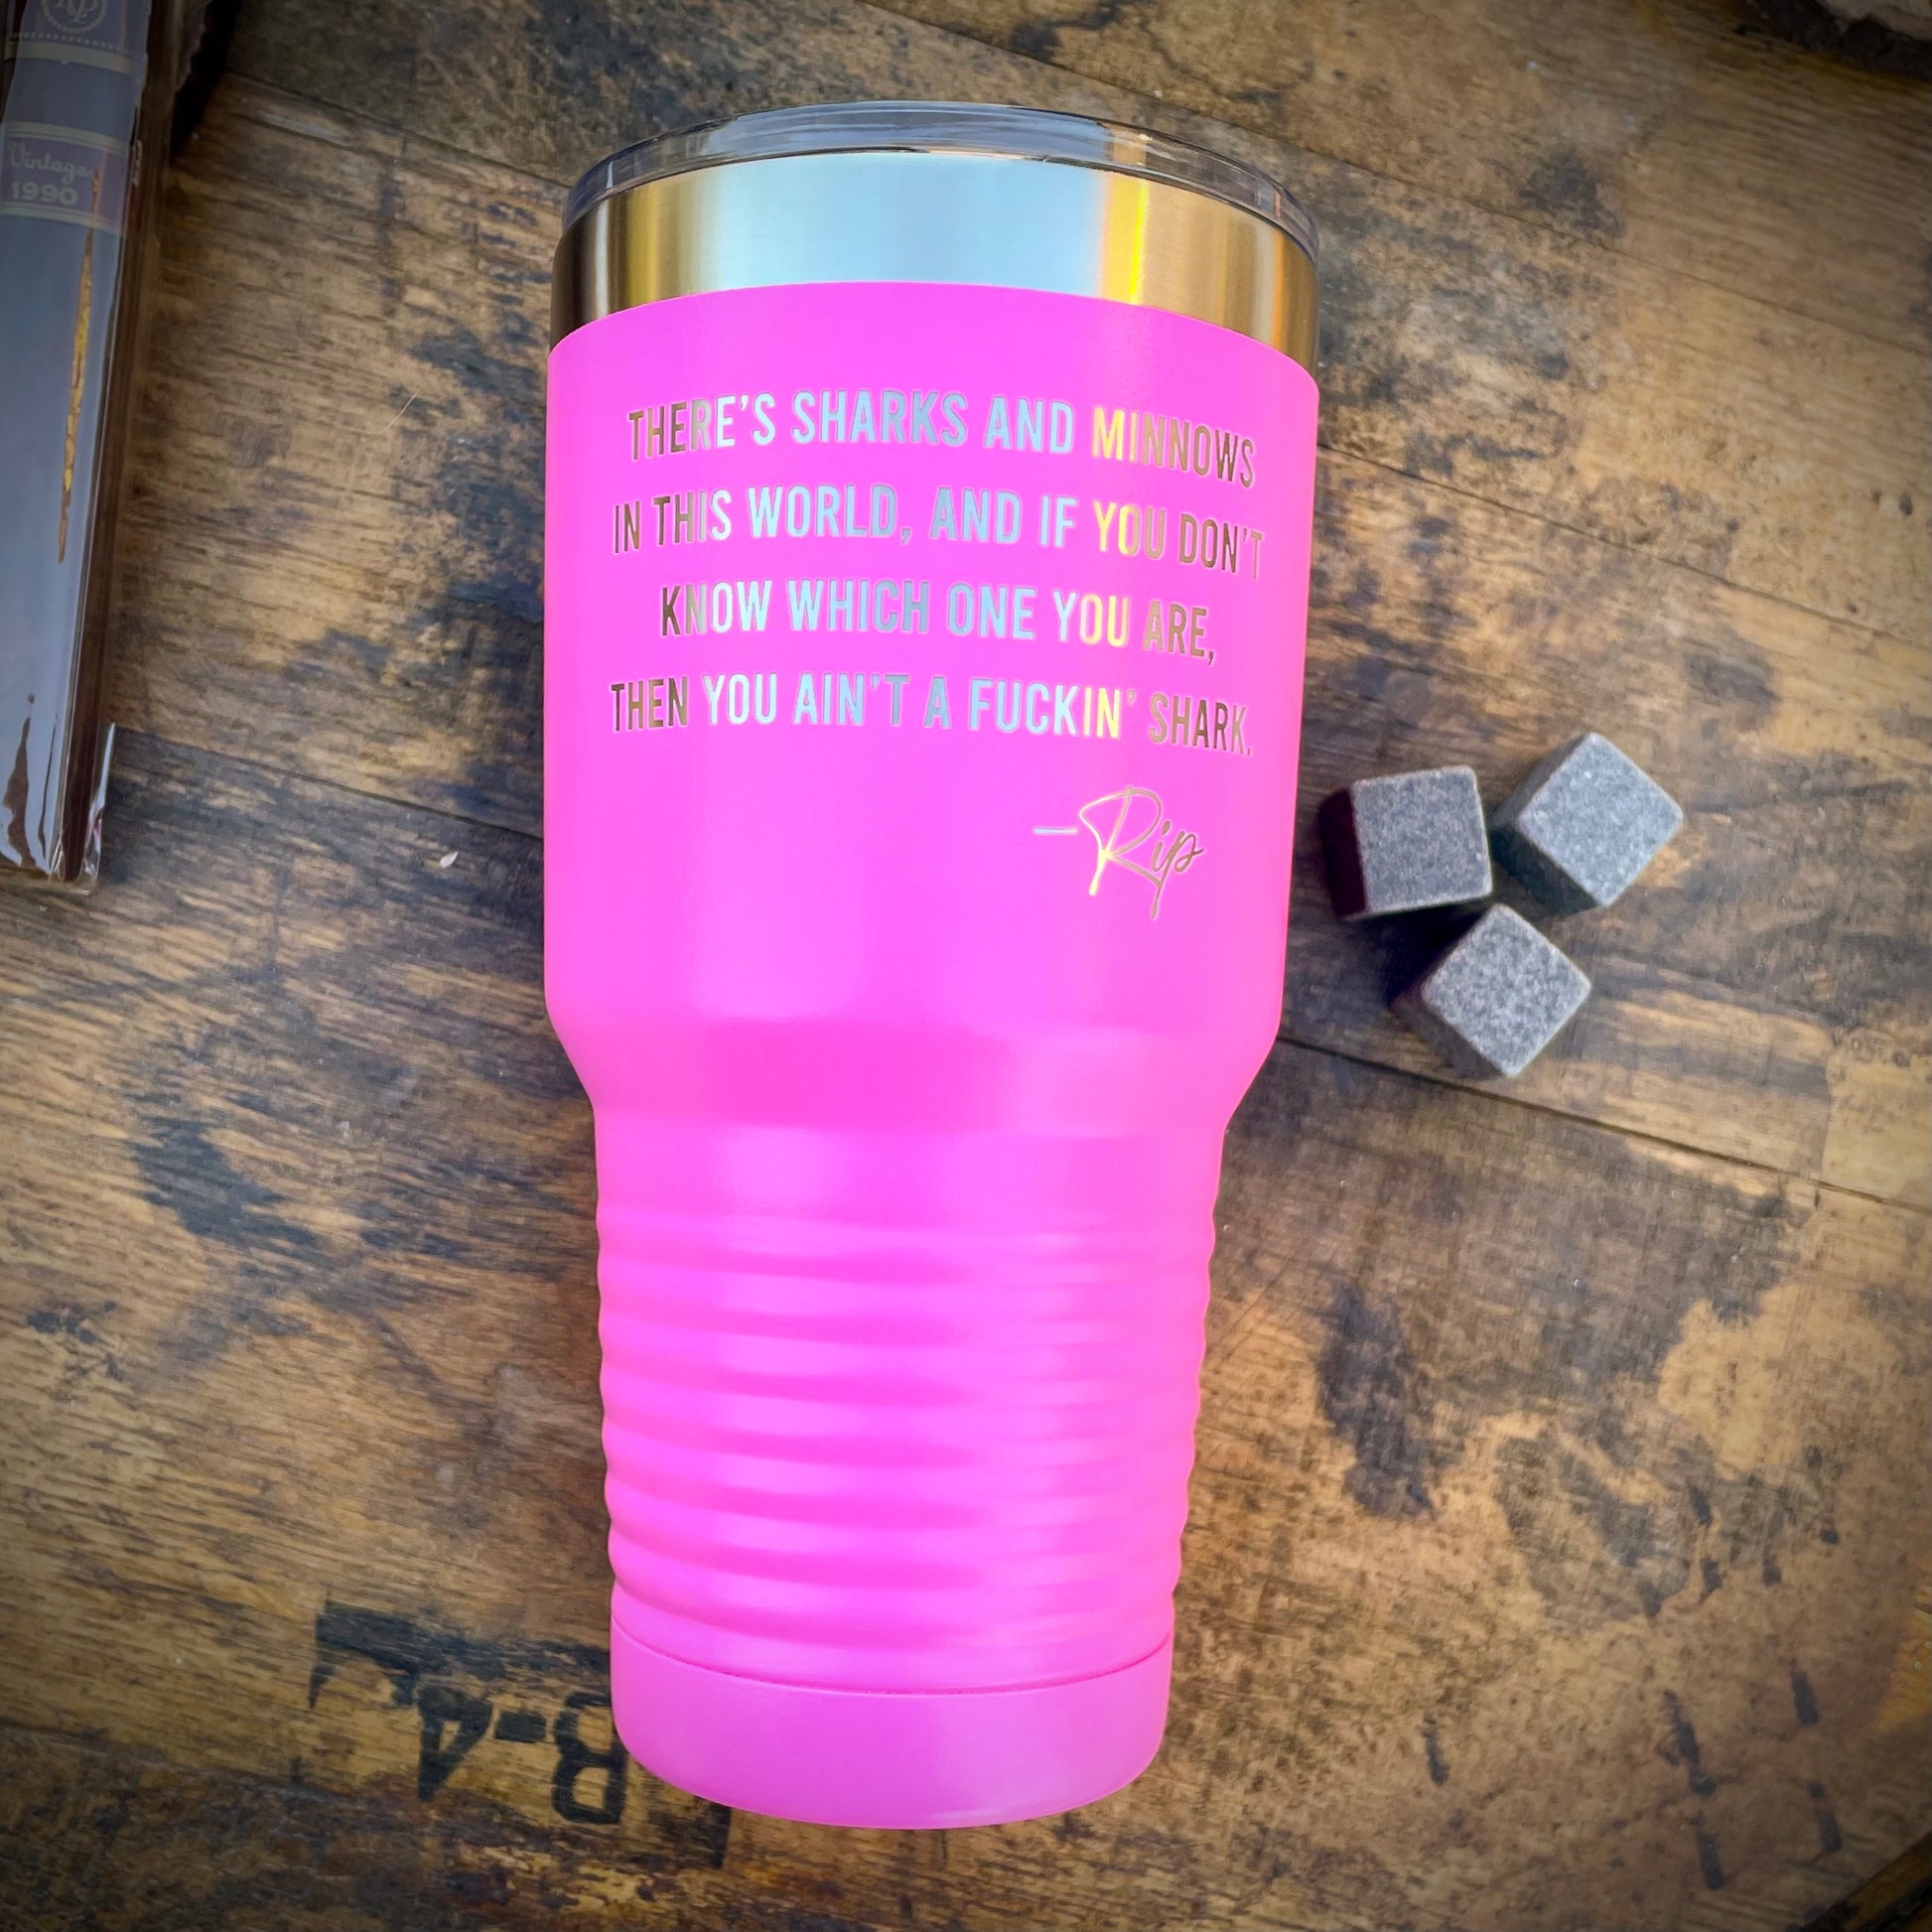 Vintage
1990
THERE'S SHARKS AND MINNOWS
IN THIS WORLD, AND IF YOU DON'T
KNOW WHICH ONE YOU ARE,
THEN YOU AIN'T A FUCKIN' SHARK.
—Rip
R-4